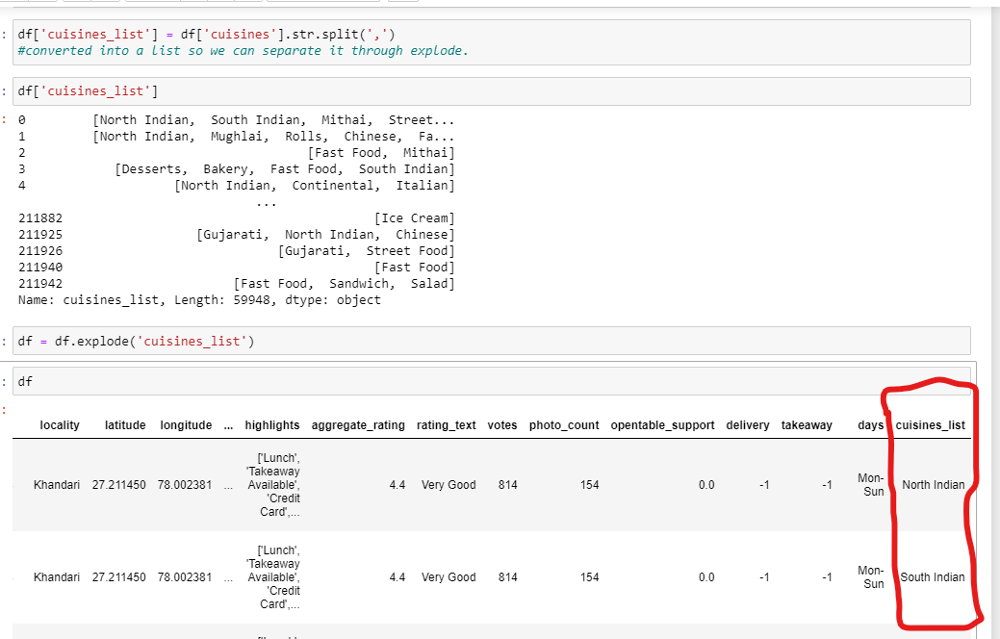 : df['cuisines_list'] = df['cuisines'].str.split(',')
#converted into a list so we can separate it through explode.
: df['cuisines_list']
: 0 [North Indian, South Indian, Mithai, Street...
1 [North Indian, Mughlai, Rolls, Chinese, Fa...
2 [Fast Food, Mithai]
3 [Desserts, Bakery, Fast Food, South Indian]
4 [North Indian, Continental, Italian]
...
211882 [Ice Cream]
211925 [Gujarati, North Indian, Chinese]
211926 [Gujarati, Street Food]
211940 [Fast Food]
211942 [Fast Food, Sandwich, Salad]
Name: cuisines_list, Length: 59948, dtype: object
: df = df.explode('cuisines_list')
: df
:
locality latitude longitude ... highlights aggregate_rating rating_text votes photo_count opentable_support delivery takeaway days cuisines_list
['Lunch',
'Takeaway
Khandari 27.211450 78.002381 ... Available', 4.4 Very Good 814 154 0.0 -1 -1 Mon-Sun North Indian
'Credit
Card',...
['Lunch',
'Takeaway
Khandari 27.211450 78.002381 ... Available', 4.4 Very Good 814 154 0.0 -1 -1 Mon-Sun South Indian
'Credit
Card',...